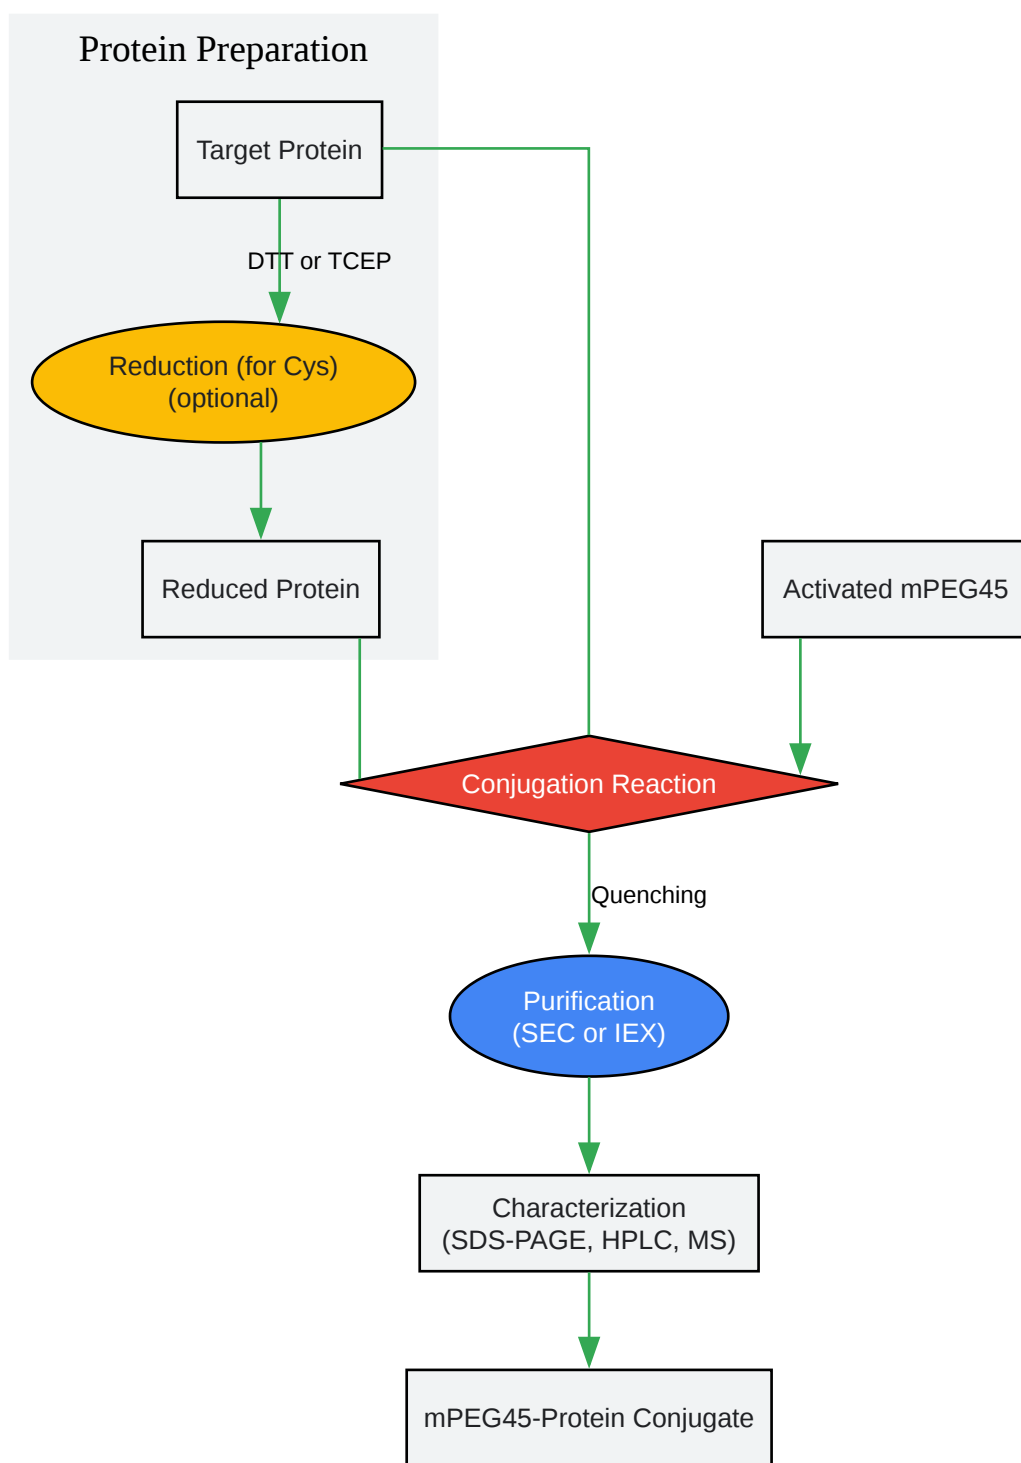 Protein Preparation
Target Protein
DTT or TCEP
Reduction (for Cys)
(optional)
Reduced Protein
Activated mPEG45
Conjugation Reaction
Quenching
Purification
(SEC or IEX)
Characterization
(SDS-PAGE, HPLC, MS)
mPEG45-Protein Conjugate